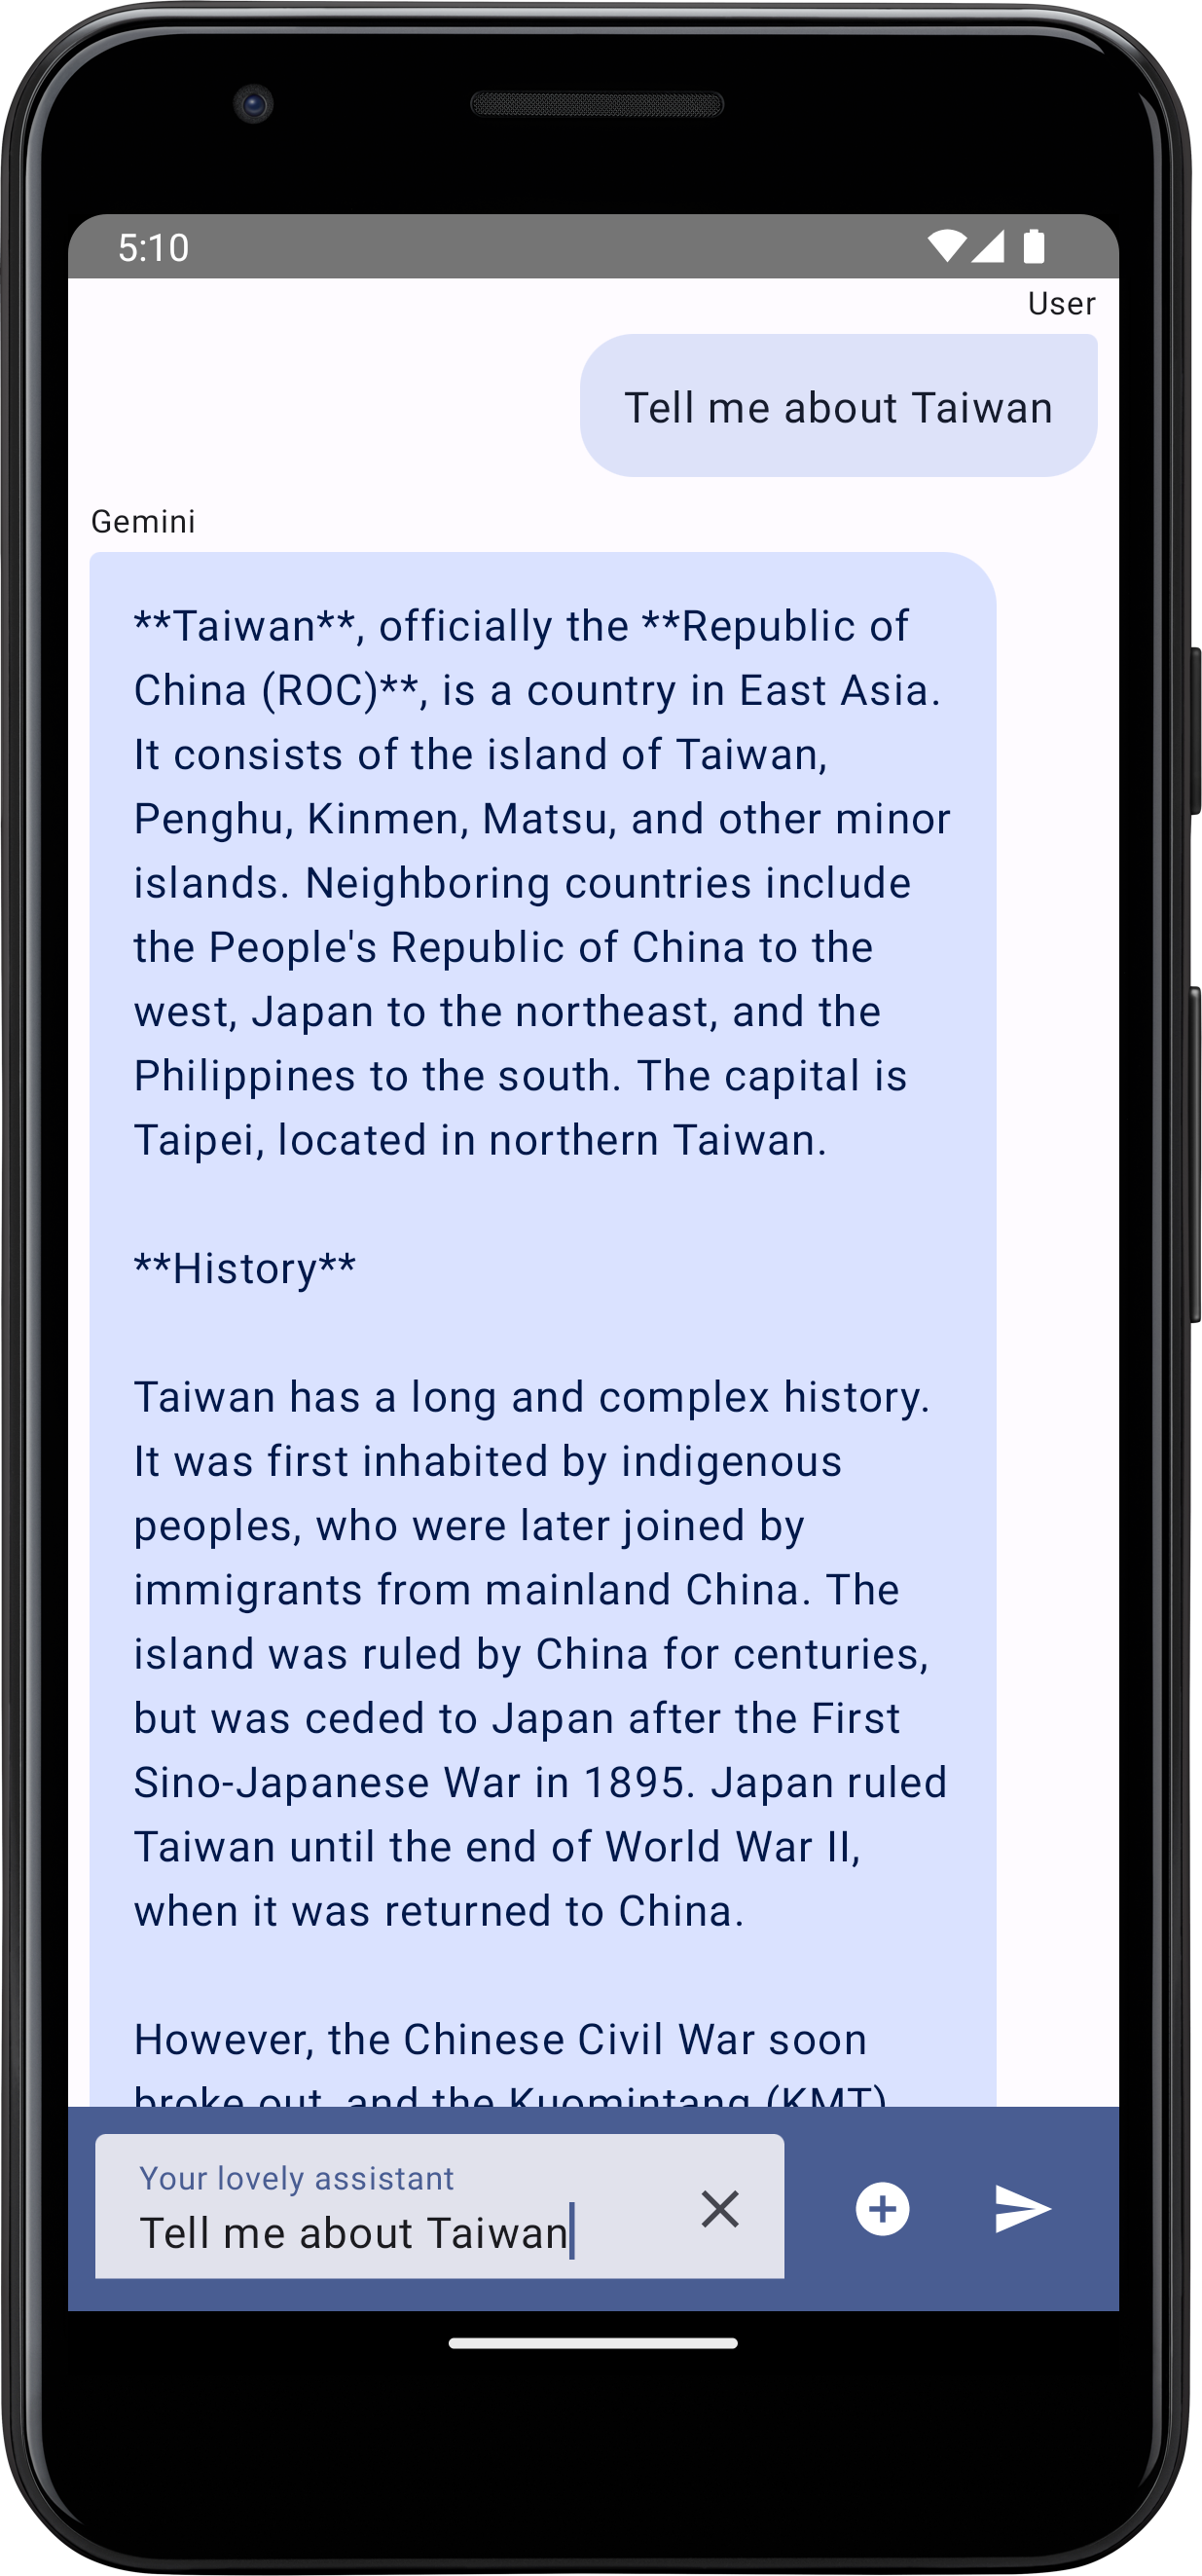 5:10
User
Tell me about Taiwan
Gemini
**Taiwan**, officially the **Republic of
China (ROC)**, is a country in East Asia.
It consists of the island of Taiwan,
Penghu, Kinmen, Matsu, and other minor
islands. Neighboring countries include
the People's Republic of China to the
west, Japan to the northeast, and the
Philippines to the south. The capital is
Taipei, located in northern Taiwan.
**History**
Taiwan has a long and complex history.
It was first inhabited by indigenous
peoples, who were later joined by
immigrants from mainland China. The
island was ruled by China for centuries,
but was ceded to Japan after the First
Sino-Japanese War in 1895. Japan ruled
Taiwan until the end of World War II,
when it was returned to China.
However, the Chinese Civil War soon
broke out, and the Kuomintang (KMT)
Your lovely assistant
Tell me about Taiwan